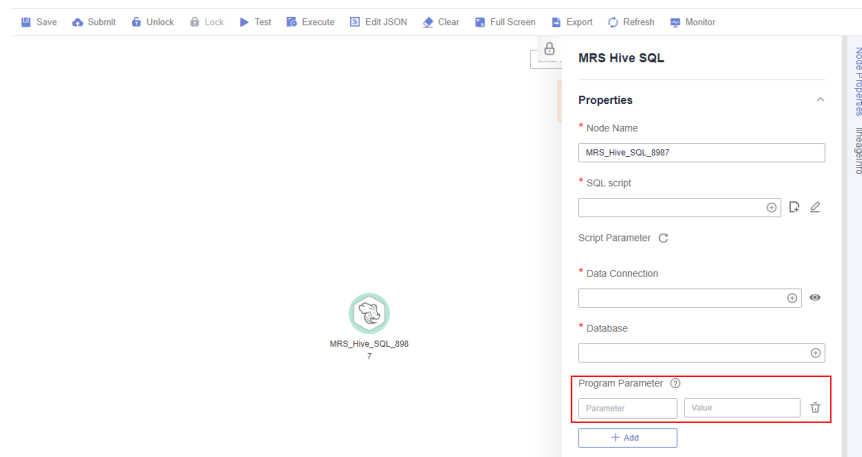 Save Submit Unlock Lock Test Execute Edit JSON Clear Full Screen Export Refresh Monitor
MRS Hive SQL
Properties
* Node Name
MRS_Hive_SQL_8987
* SQL script
Script Parameter
* Data Connection
* Database
Program Parameter
Parameter Value
+ Add
MRS_Hive_SQL_898
7
Node Properties
lineageInfo